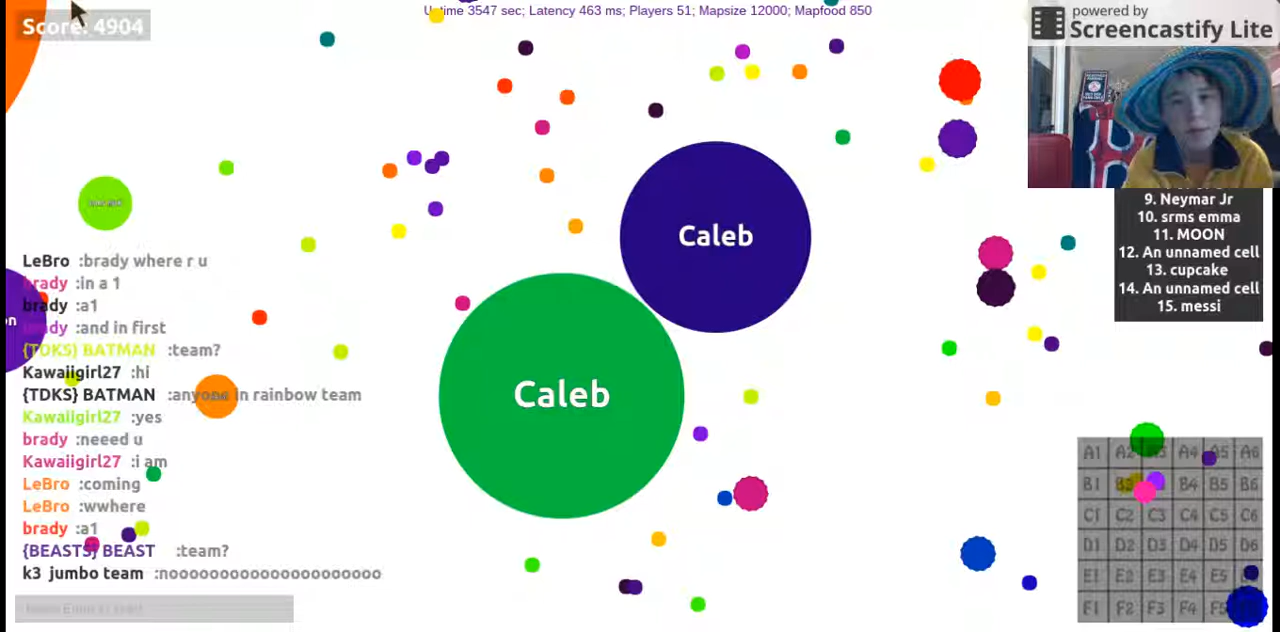 Uptime 3547 sec; Latency 463 ms; Players 51; Mapsize 12000; Mapfood 850
Score: 4904
powered by
Screencastify Lite
9. Neymar Jr
10. srms emma
11. MOON
12. An unnamed cell
13. cupcake
14. An unnamed cell
15. messi
Caleb
Caleb
LeBro :brady where r u
brady :in a 1
brady :a1
brady :and in first
{TDKS} BATMAN :team?
Kawaiigirl27 :hi
{TDKS} BATMAN :anyone in rainbow team
Kawaiigirl27 :yes
brady :neeed u
Kawaiigirl27 :i am
LeBro :coming
LeBro :wwhere
brady :a1
{BEASTS} BEAST :team?
k3 jumbo team :noooooooooooooooooooo
A1 A2 A3 A4 A5 A6
B1 B2 B4 B5 B6
C1 C2 C3 C4 C5 C6
D1 D2 D3 D4 D5 D6
E1 E2 E3 E4 E5
F1 F2 F3 F4